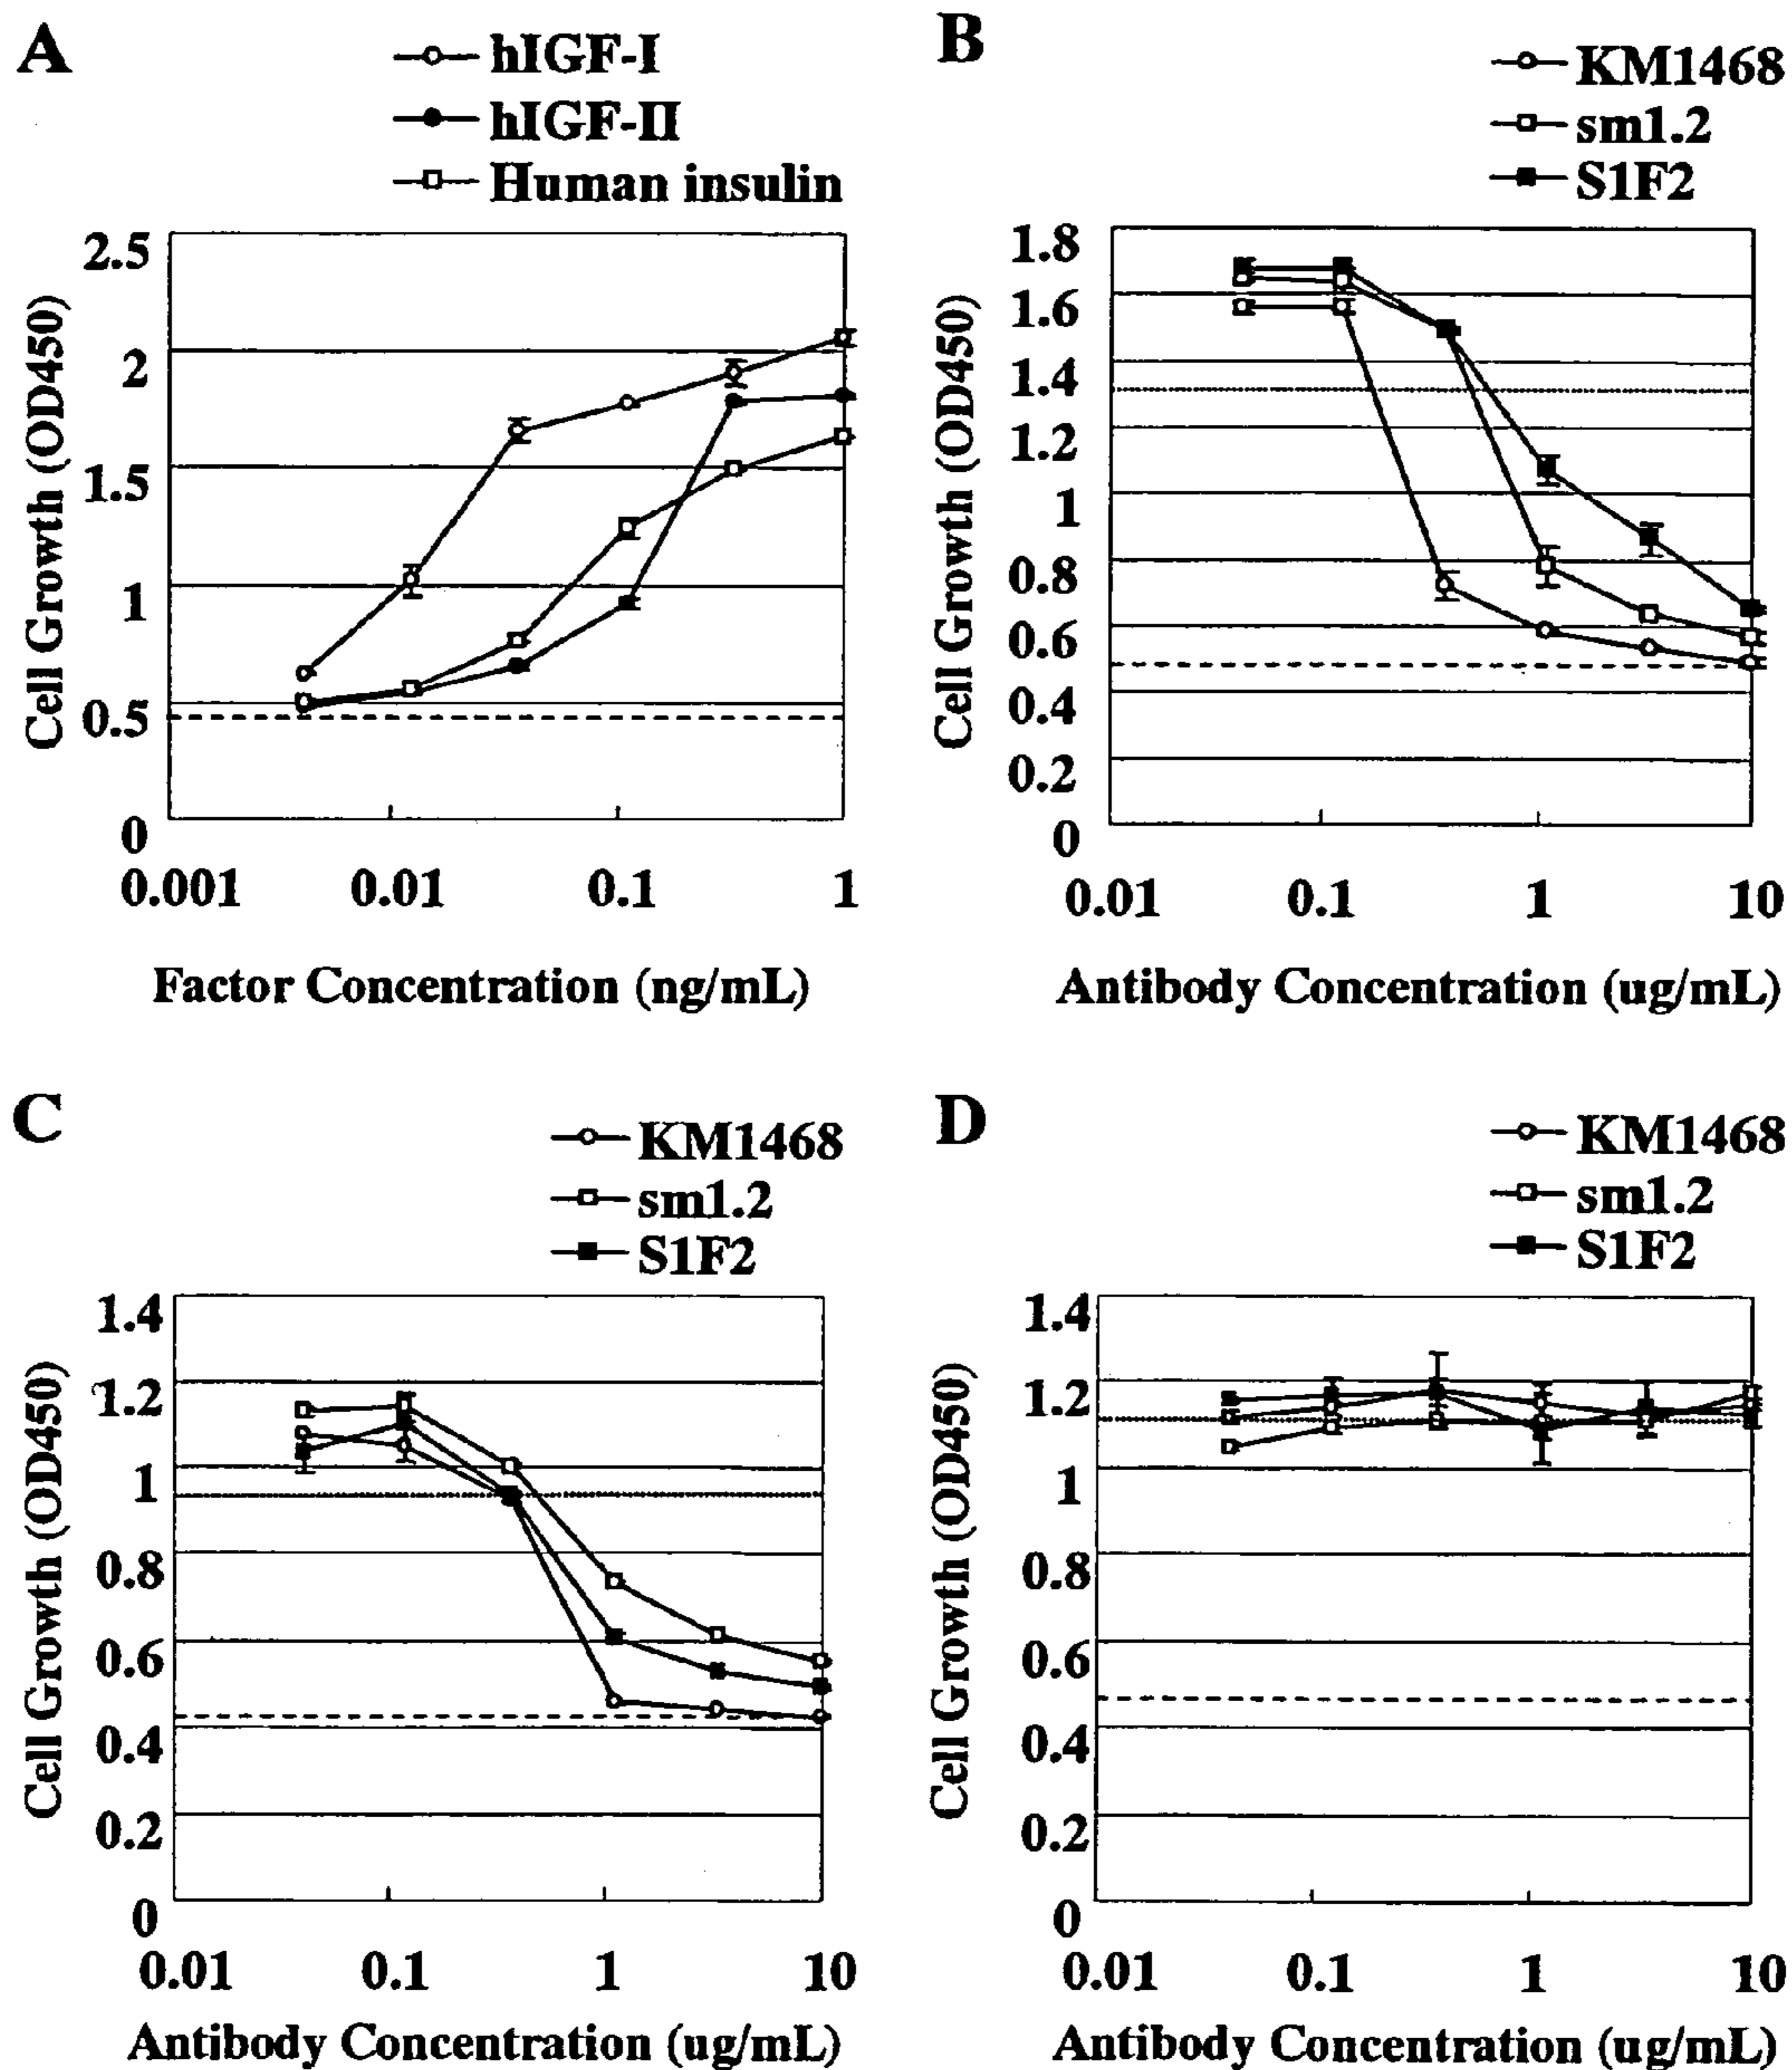 A
hIGF-I
hIGF-II
Human insulin
2.5
2
1.5
1
0.5
0
Cell Growth (OD450)
0.001 0.01 0.1 1
Factor Concentration (ng/mL)
B
KM1468
sm1.2
S1F2
1.8
1.6
1.4
1.2
1
0.8
0.6
0.4
0.2
0
Cell Growth (OD450)
0.01 0.1 1 10
Antibody Concentration (ug/mL)
C
KM1468
sm1.2
S1F2
1.4
1.2
1
0.8
0.6
0.4
0.2
0
Cell Growth (OD450)
0.01 0.1 1 10
Antibody Concentration (ug/mL)
D
KM1468
sm1.2
S1F2
1.4
1.2
1
0.8
0.6
0.4
0.2
0
Cell Growth (OD450)
0.01 0.1 1 10
Antibody Concentration (ug/mL)